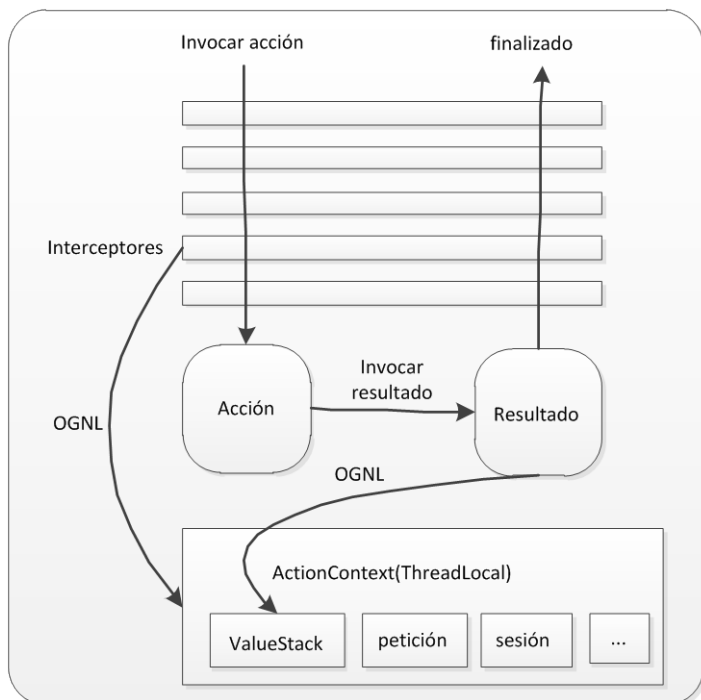 Invocar acción
finalizado
Interceptores
Invocar
resultado
Acción
Resultado
OGNL
OGNL
ActionContext(ThreadLocal)
ValueStack
petición
sesión
...